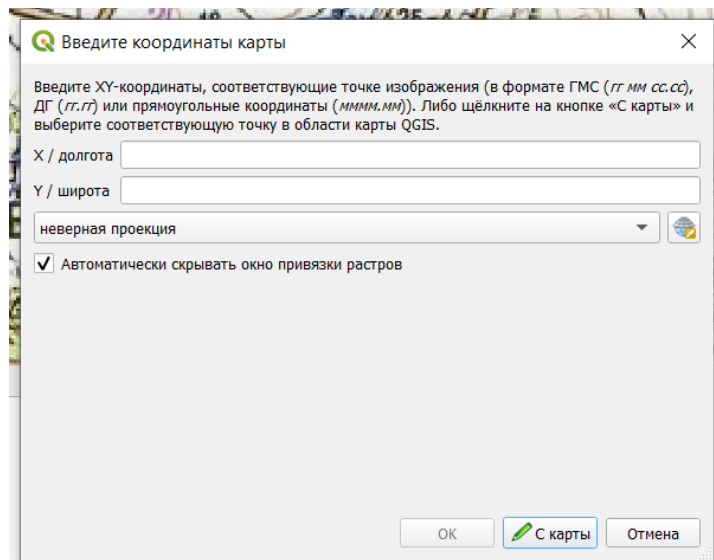 Введите координаты карты
Введите XY-координаты, соответствующие точке изображения (в формате ГМС (гг мм сс.сс),
ДГ (гг.гг) или прямоугольные координаты (мммм.мм)). Либо щёлкните на кнопке «С карты» и
выберите соответствующую точку в области карты QGIS.
X / долгота
Y / широта
неверная проекция
Автоматически скрывать окно привязки растров
ОК
С карты
Отмена